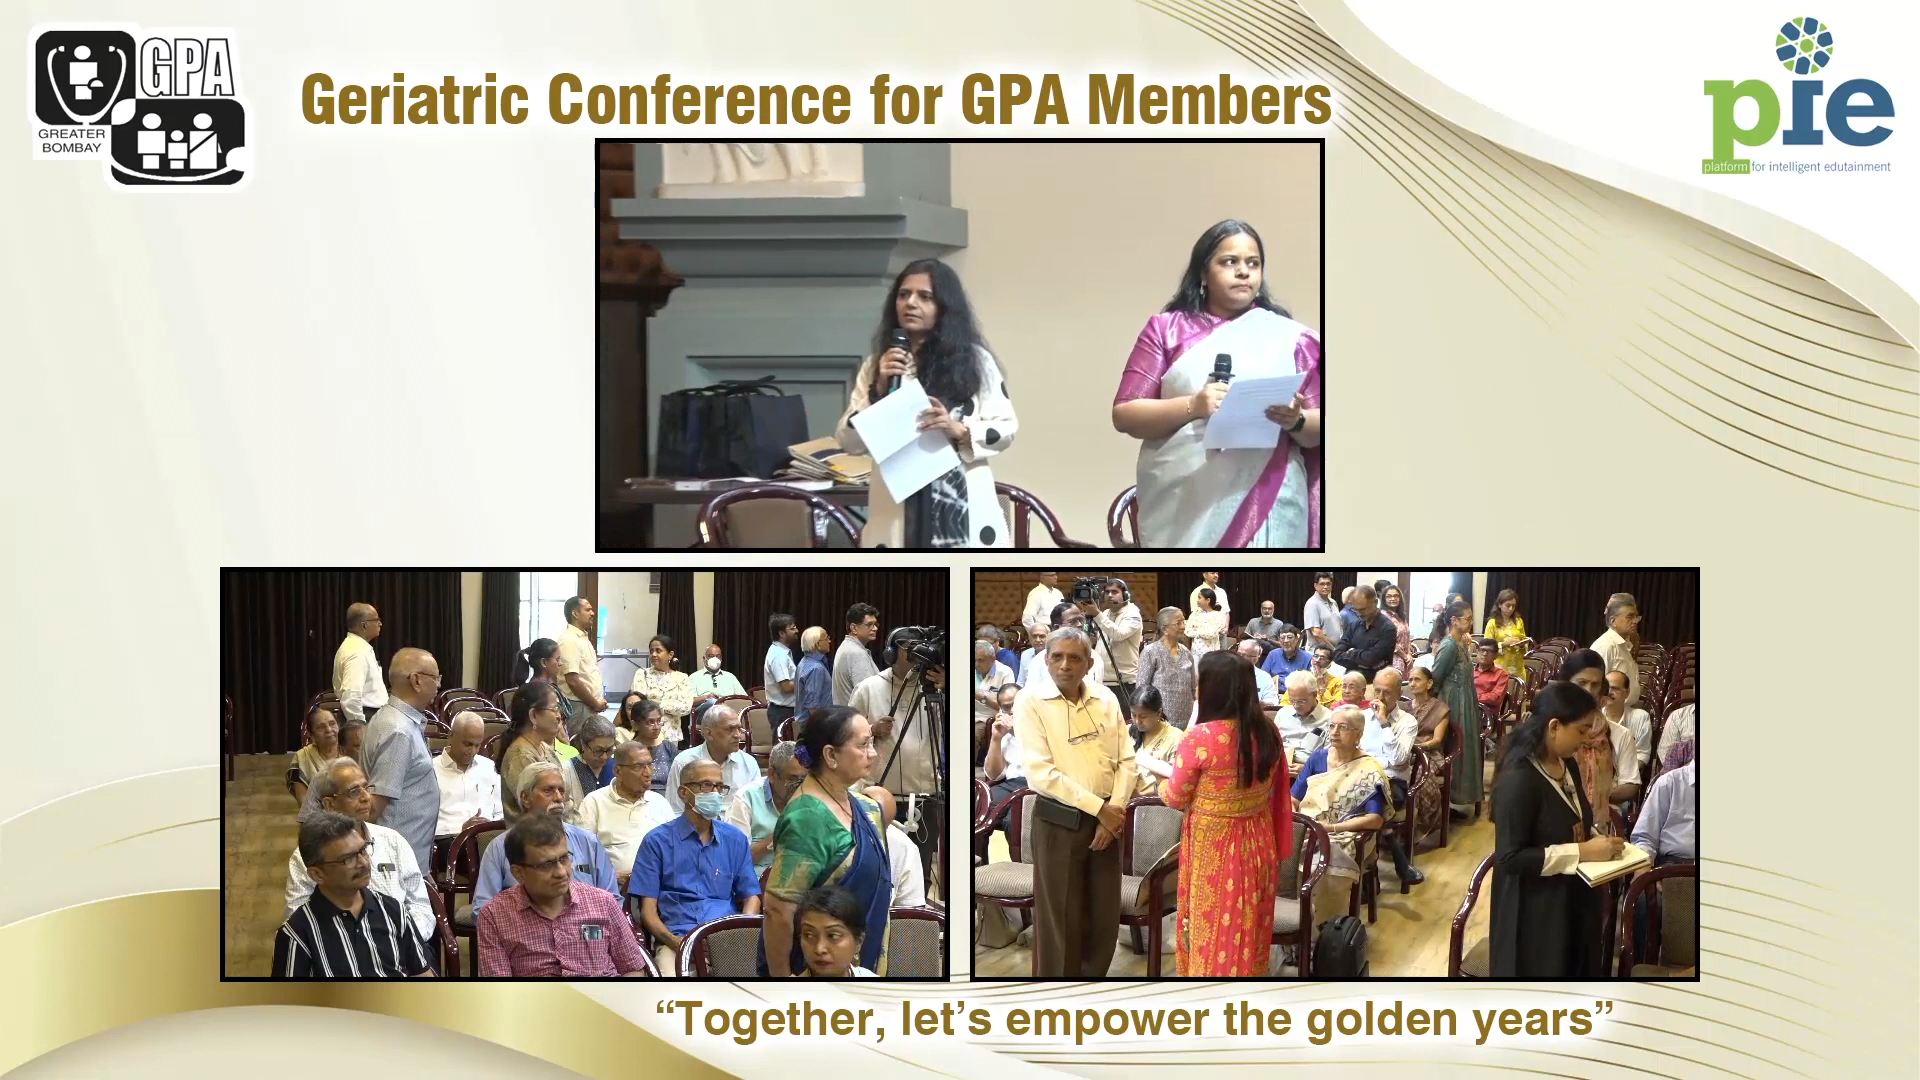 GPA
GREATER
BOMBAY
Geriatric Conference for GPA Members
pie
platform for intelligent edutainment
“Together, let’s empower the golden years”